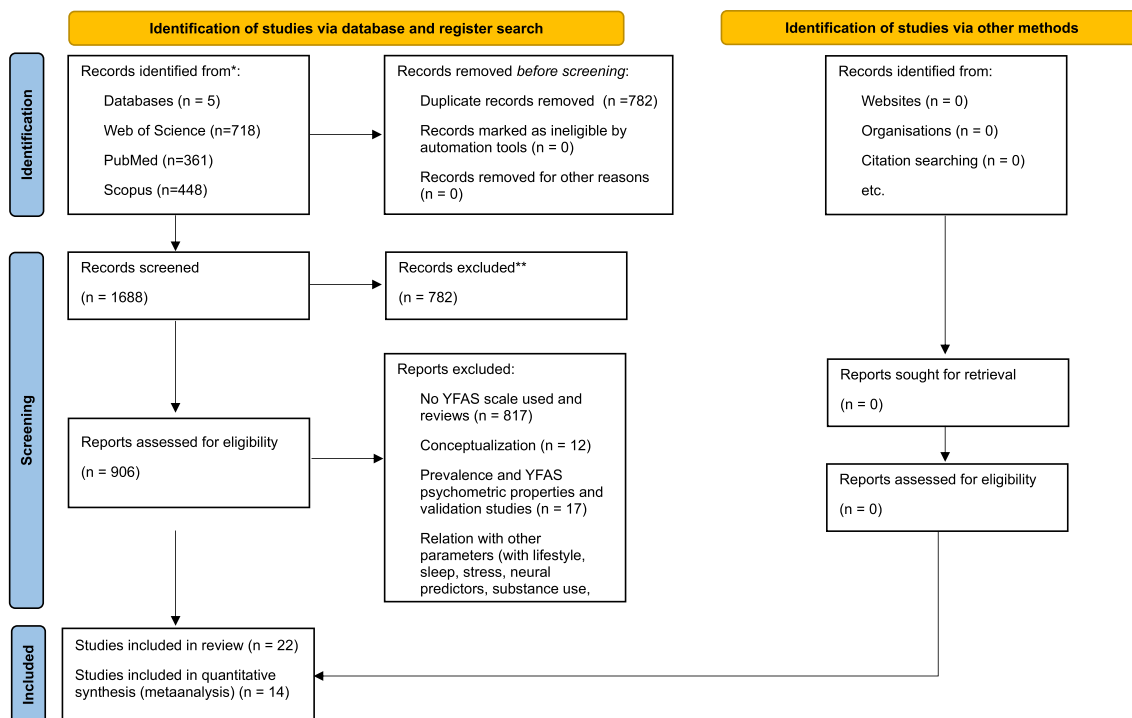 Identification of studies via database and register search
Identification of studies via other methods
Identification
Records identified from*:
Databases (n = 5)
Web of Science (n=718)
PubMed (n=361)
Scopus (n=448)
Records removed before screening:
Duplicate records removed  (n =782)
Records marked as ineligible by
automation tools (n = 0)
Records removed for other reasons
(n = 0)
Records identified from:
Websites (n = 0)
Organisations (n = 0)
Citation searching (n = 0)
etc.
Screening
Records screened
(n = 1688)
Records excluded**
(n = 782)
Reports assessed for eligibility
(n = 906)
Reports excluded:
No YFAS scale used and
reviews (n = 817)
Conceptualization (n = 12)
Prevalence and YFAS
psychometric properties and
validation studies (n = 17)
Relation with other
parameters (with lifestyle,
sleep, stress, neural
predictors, substance use,
Reports sought for retrieval
(n = 0)
Reports assessed for eligibility
(n = 0)
Included
Studies included in review (n = 22)
Studies included in quantitative
synthesis (metaanalysis) (n = 14)